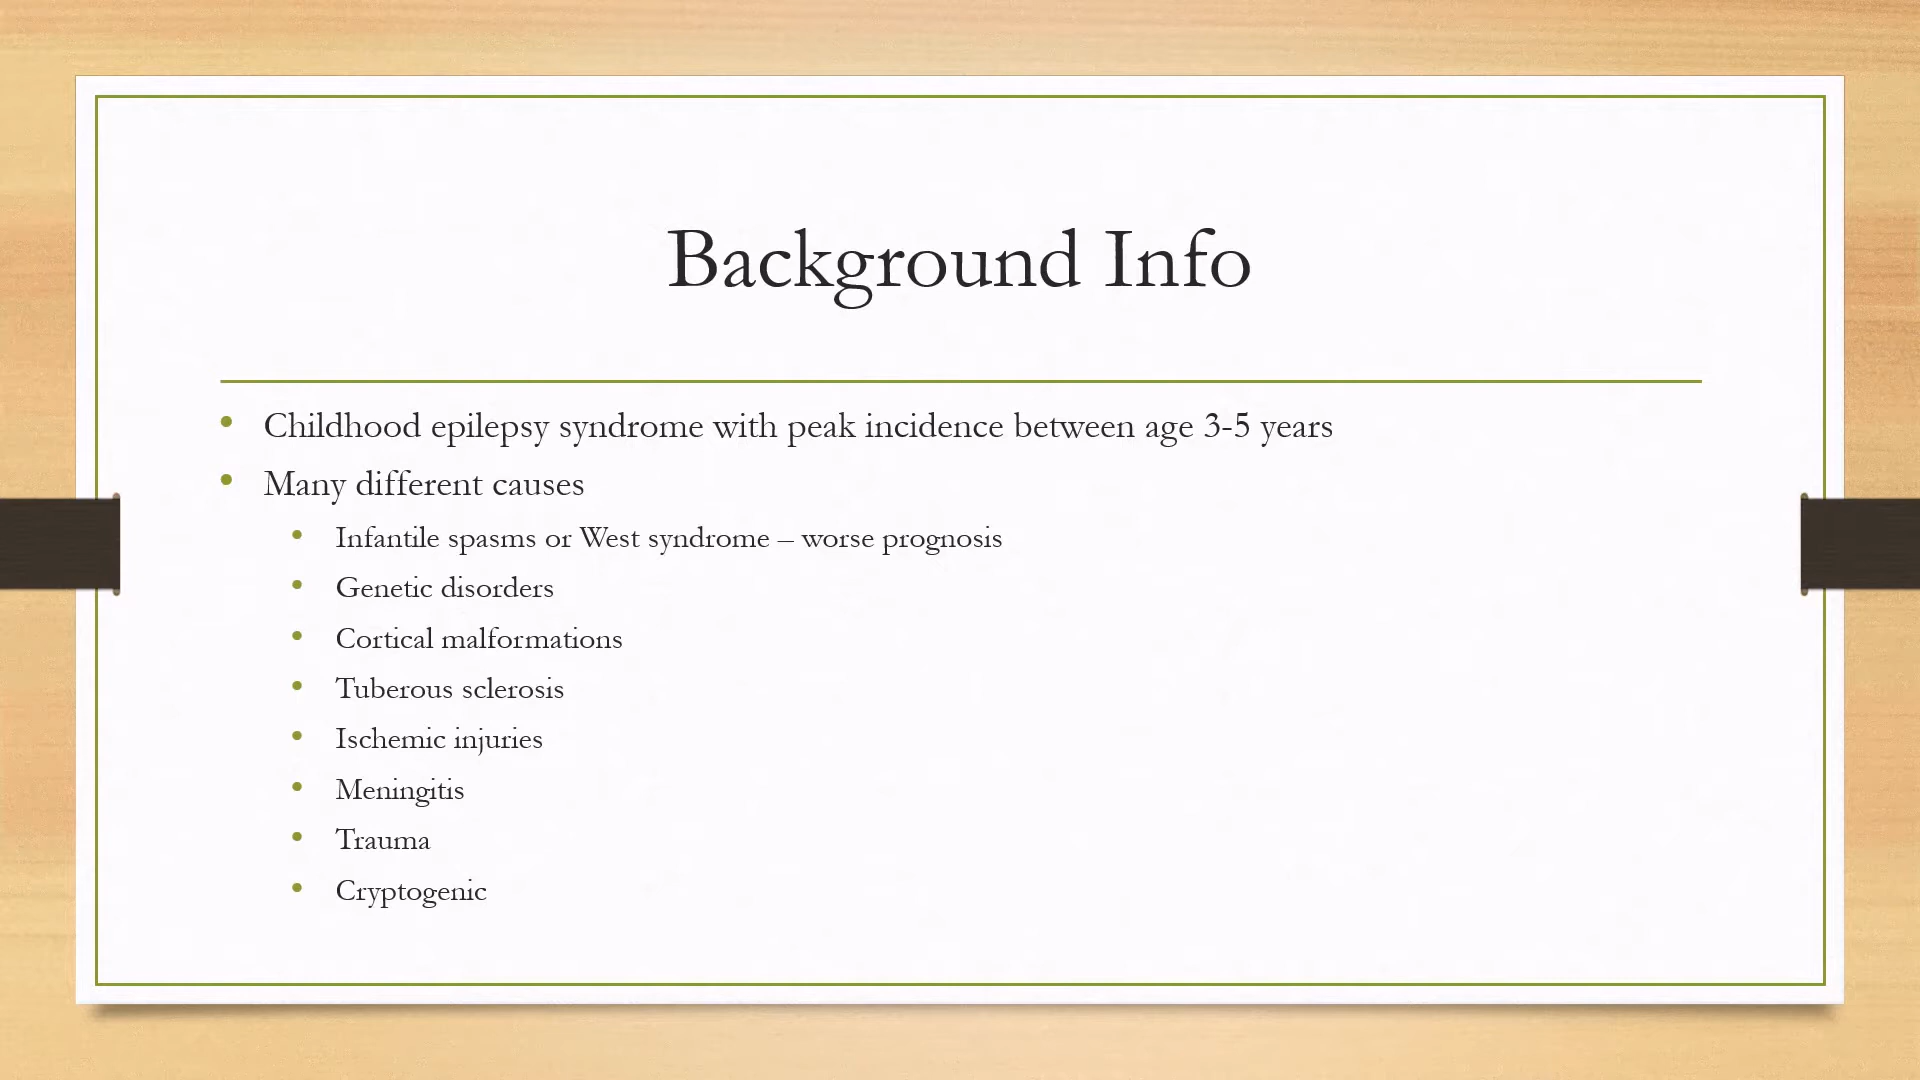 Background Info
• Childhood epilepsy syndrome with peak incidence between age 3-5 years
• Many different causes
• Infantile spasms or West syndrome – worse prognosis
• Genetic disorders
• Cortical malformations
• Tuberous sclerosis
• Ischemic injuries
• Meningitis
• Trauma
• Cryptogenic